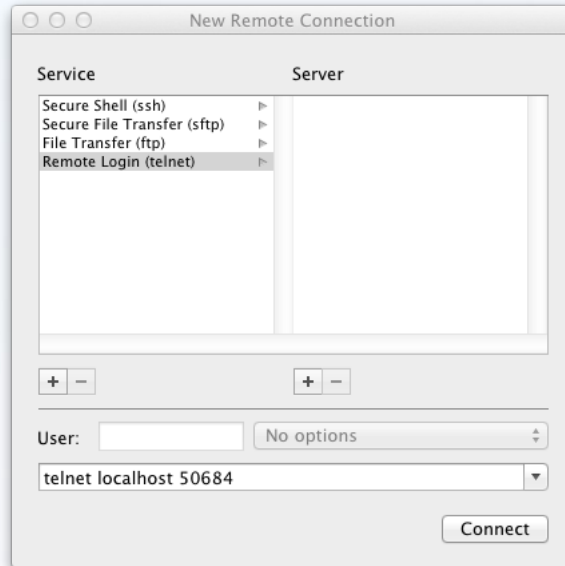 New Remote Connection
Service
Server
Secure Shell (ssh)
Secure File Transfer (sftp)
File Transfer (ftp)
Remote Login (telnet)
+ − + −
User:
No options
telnet localhost 50684
Connect